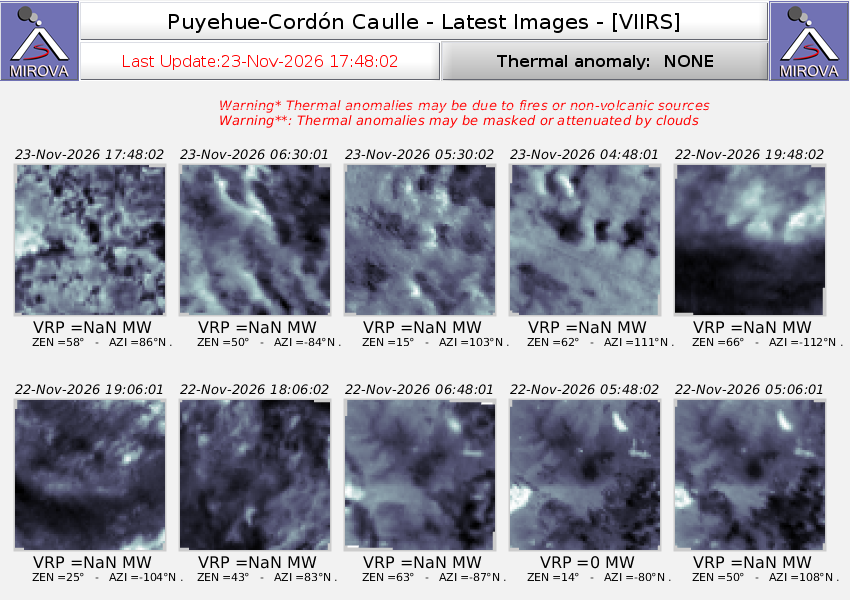 Puyehue-Cordón Caulle - Latest Images - [VIIRS]
MIROVA
Last Update:23-Nov-2026 17:48:02
Thermal anomaly: NONE
MIROVA
Warning* Thermal anomalies may be due to fires or non-volcanic sources
Warning**: Thermal anomalies may be masked or attenuated by clouds
23-Nov-2026 17:48:02 23-Nov-2026 06:30:01 23-Nov-2026 05:30:02 23-Nov-2026 04:48:01 22-Nov-2026 19:48:02
VRP =NaN MW VRP =NaN MW VRP =NaN MW VRP =NaN MW VRP =NaN MW
ZEN =58° - AZI =86°N . ZEN =50° - AZI =-84°N . ZEN =15° - AZI =103°N . ZEN =62° - AZI =111°N . ZEN =66° - AZI =-112°N .
22-Nov-2026 19:06:01 22-Nov-2026 18:06:02 22-Nov-2026 06:48:01 22-Nov-2026 05:48:02 22-Nov-2026 05:06:01
VRP =NaN MW VRP =NaN MW VRP =NaN MW VRP =0 MW VRP =NaN MW
ZEN =25° - AZI =-104°N . ZEN =43° - AZI =83°N . ZEN =63° - AZI =-87°N . ZEN =14° - AZI =-80°N . ZEN =50° - AZI =108°N .